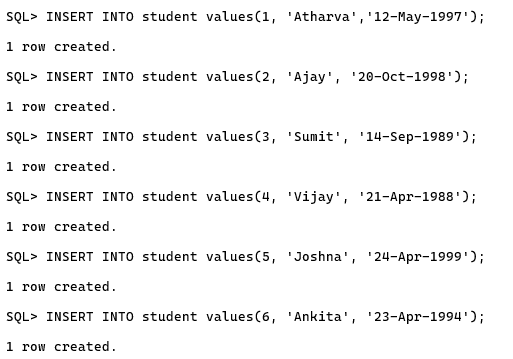 SQL> INSERT INTO student values(1, 'Atharva','12-May-1997');
1 row created.
SQL> INSERT INTO student values(2, 'Ajay', '20-Oct-1998');
1 row created.
SQL> INSERT INTO student values(3, 'Sumit', '14-Sep-1989');
1 row created.
SQL> INSERT INTO student values(4, 'Vijay', '21-Apr-1988');
1 row created.
SQL> INSERT INTO student values(5, 'Joshna', '24-Apr-1999');
1 row created.
SQL> INSERT INTO student values(6, 'Ankita', '23-Apr-1994');
1 row created.